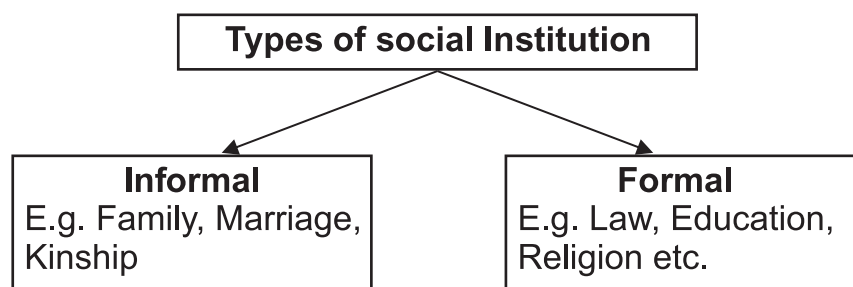 Types of social Institution
Informal
E.g. Family, Marriage,
Kinship
Formal
E.g. Law, Education,
Religion etc.